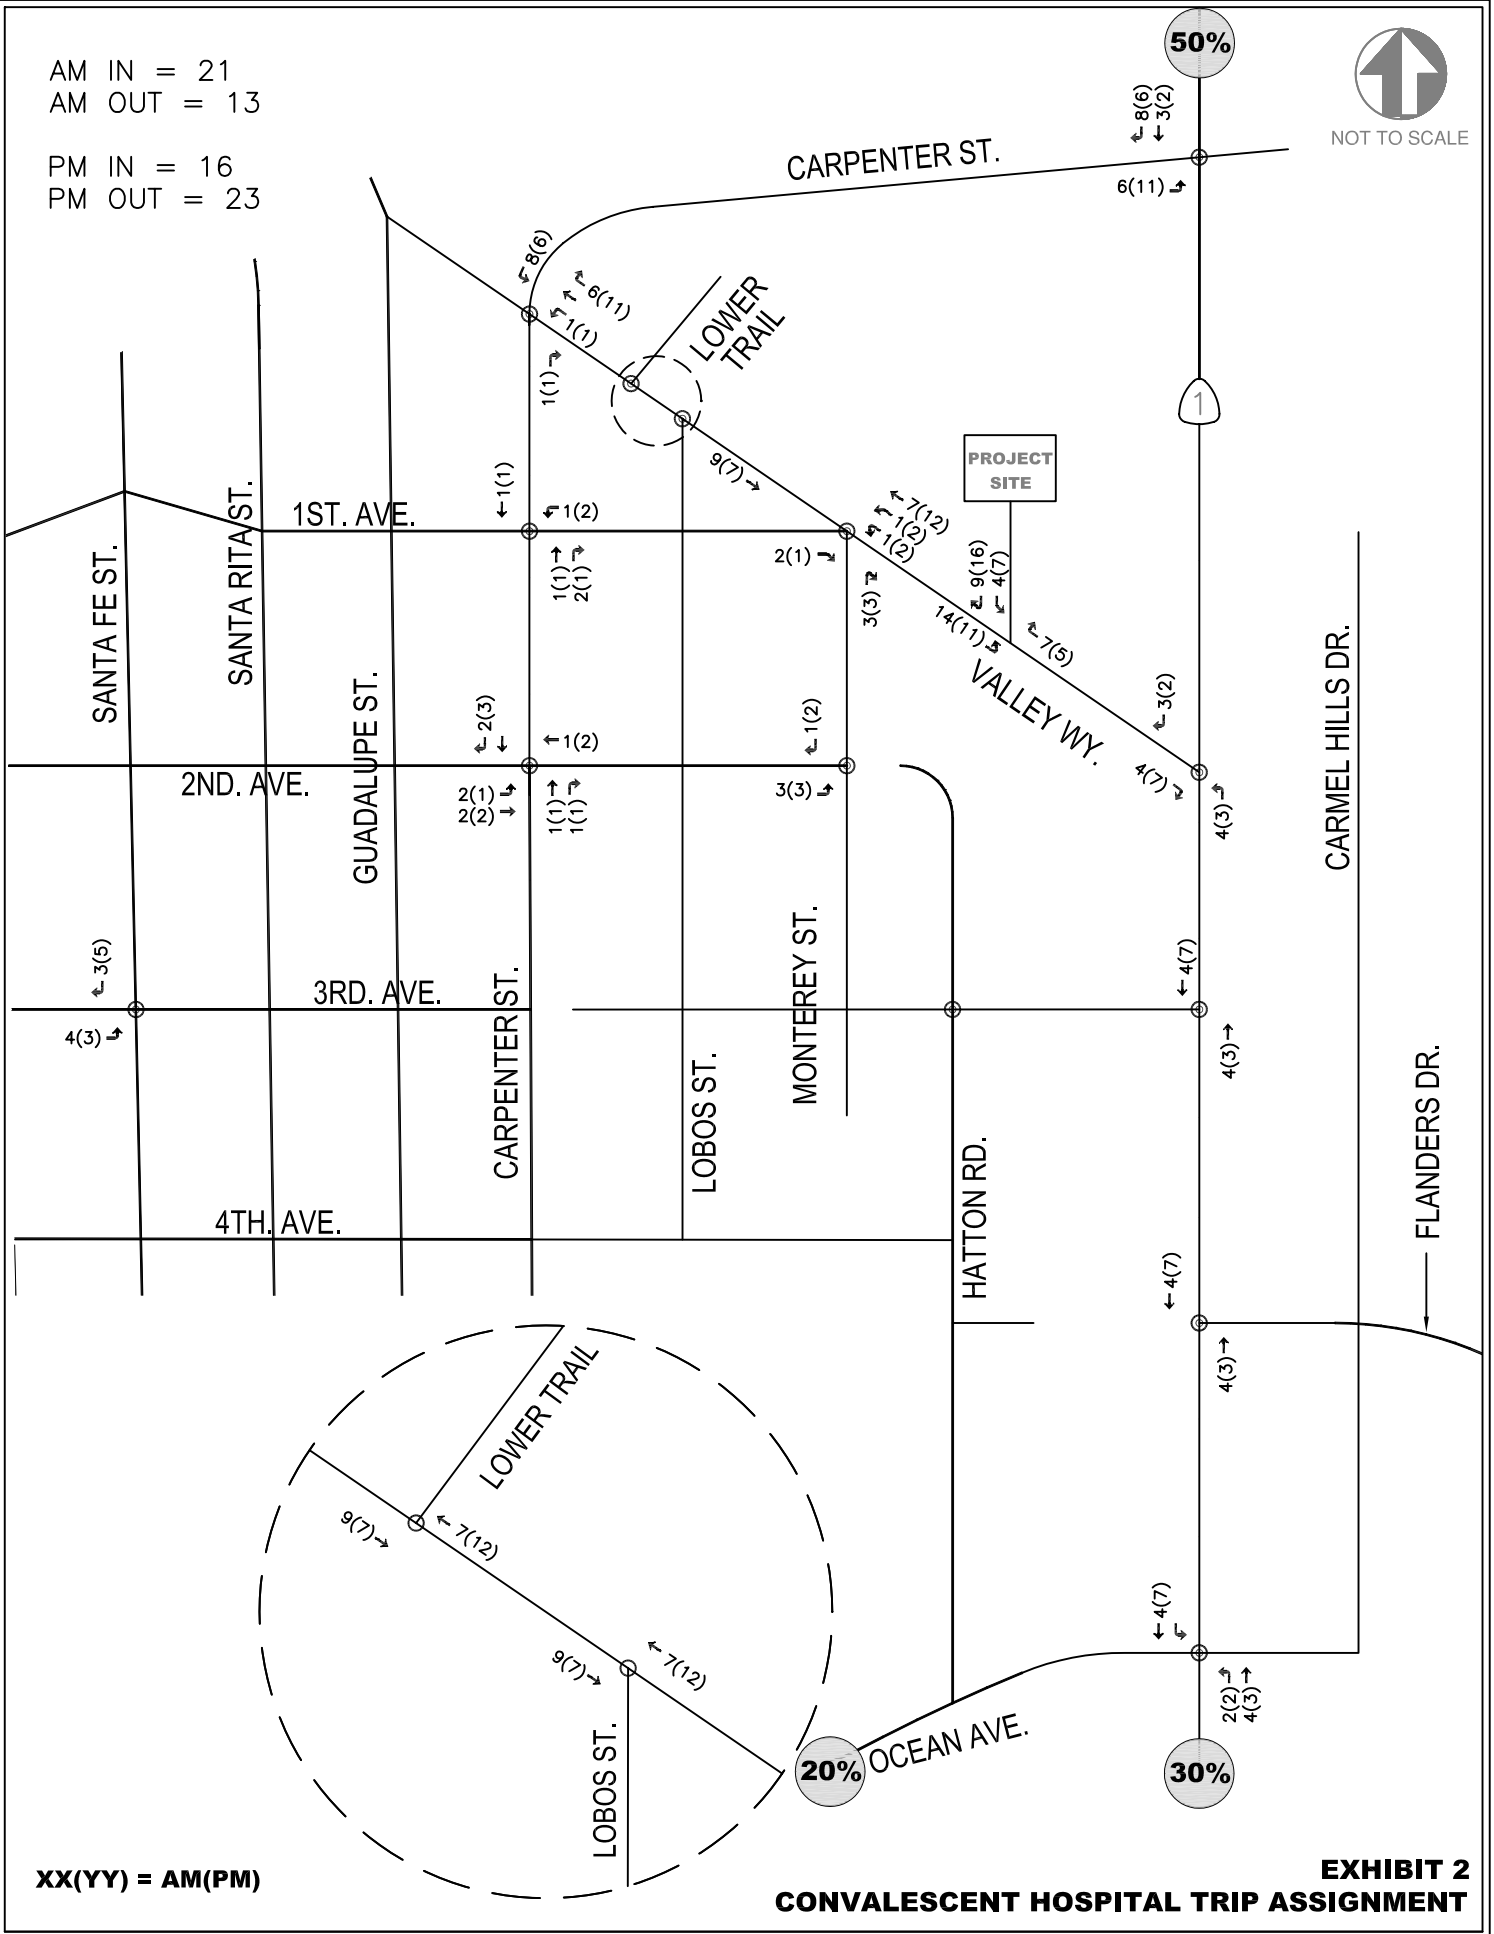 AM IN = 21
AM OUT = 13
PM IN = 16
PM OUT = 23
50%
NOT TO SCALE
8(6)
3(2)
CARPENTER ST.
6(11)
8(6)
6(11)
1(1)
1(1)
LOWER
TRAIL
1
9(7)
PROJECT
SITE
1(1)
1ST. AVE.
1(2)
1(1)
2(1)
2(1)
7(12)
1(2)
1(2)
3(3)
9(16)
4(7)
14(11)
7(5)
VALLEY WY.
3(2)
4(7)
4(3)
SANTA FE ST.
SANTA RITA ST.
GUADALUPE ST.
2(3)
1(2)
1(2)
2ND. AVE.
2(1)
2(2)
1(1)
1(1)
3(3)
CARMEL HILLS DR.
3(5)
4(3)
3RD. AVE.
CARPENTER ST.
LOBOS ST.
MONTEREY ST.
4(7)
4(3)
HATTON RD.
FLANDERS DR.
4TH. AVE.
4(7)
4(3)
LOWER TRAIL
9(7)
7(12)
9(7)
7(12)
LOBOS ST.
4(7)
2(2)
4(3)
20%
OCEAN AVE.
30%
XX(YY) = AM(PM)
EXHIBIT 2
CONVALESCENT HOSPITAL TRIP ASSIGNMENT